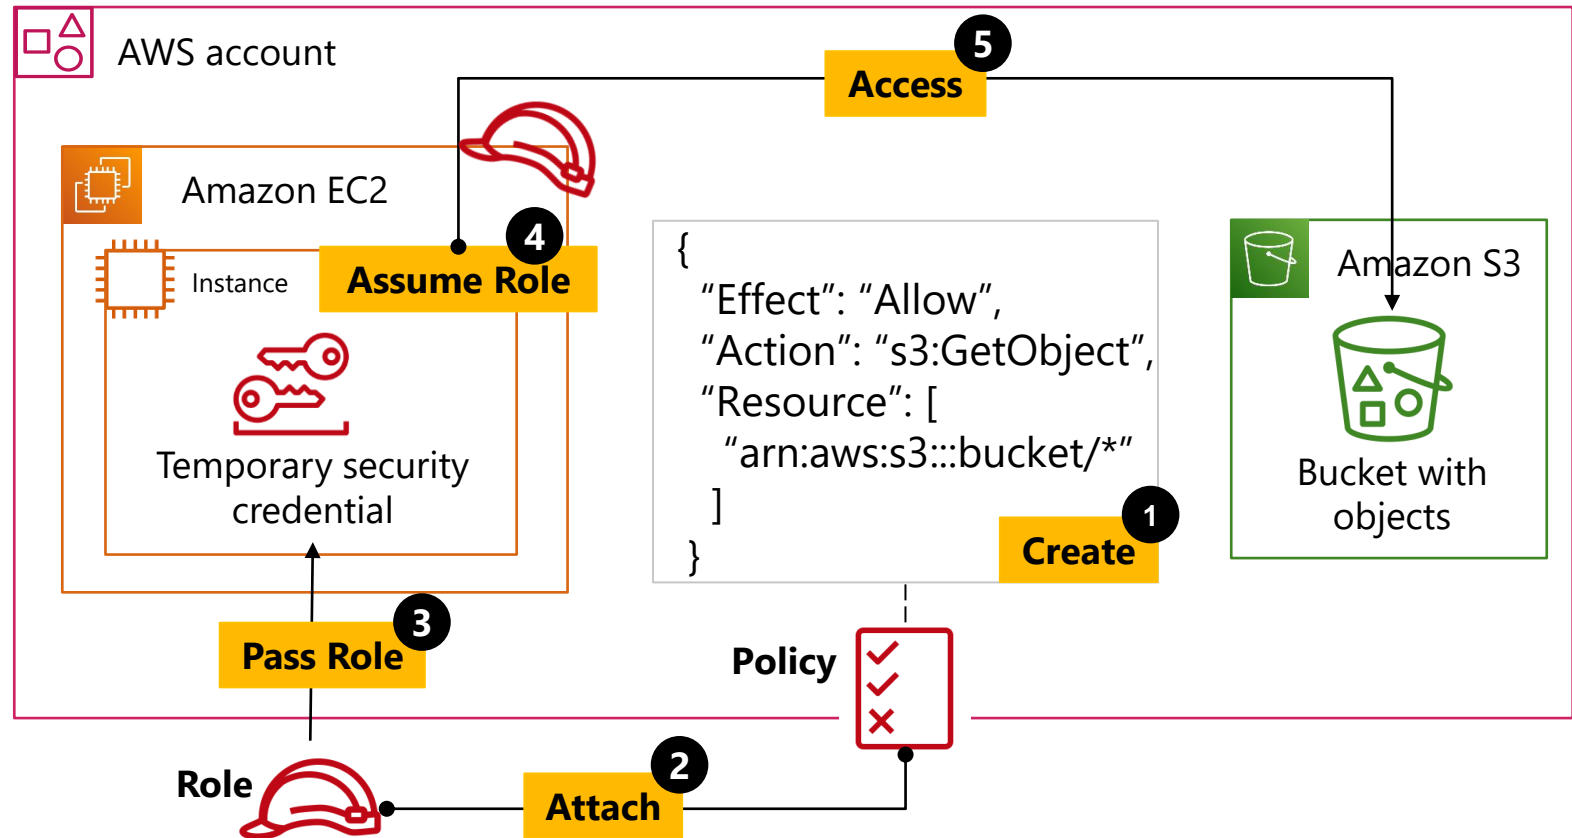 AWS account
5
Access
Amazon EC2
4
Assume Role
Instance
Temporary security
credential
{
“Effect”: “Allow”,
“Action”: “s3:GetObject”,
“Resource”: [
“arn:aws:s3:::bucket/*”
]
}
1
Create
Amazon S3
Bucket with
objects
3
Pass Role
Policy
Role
2
Attach